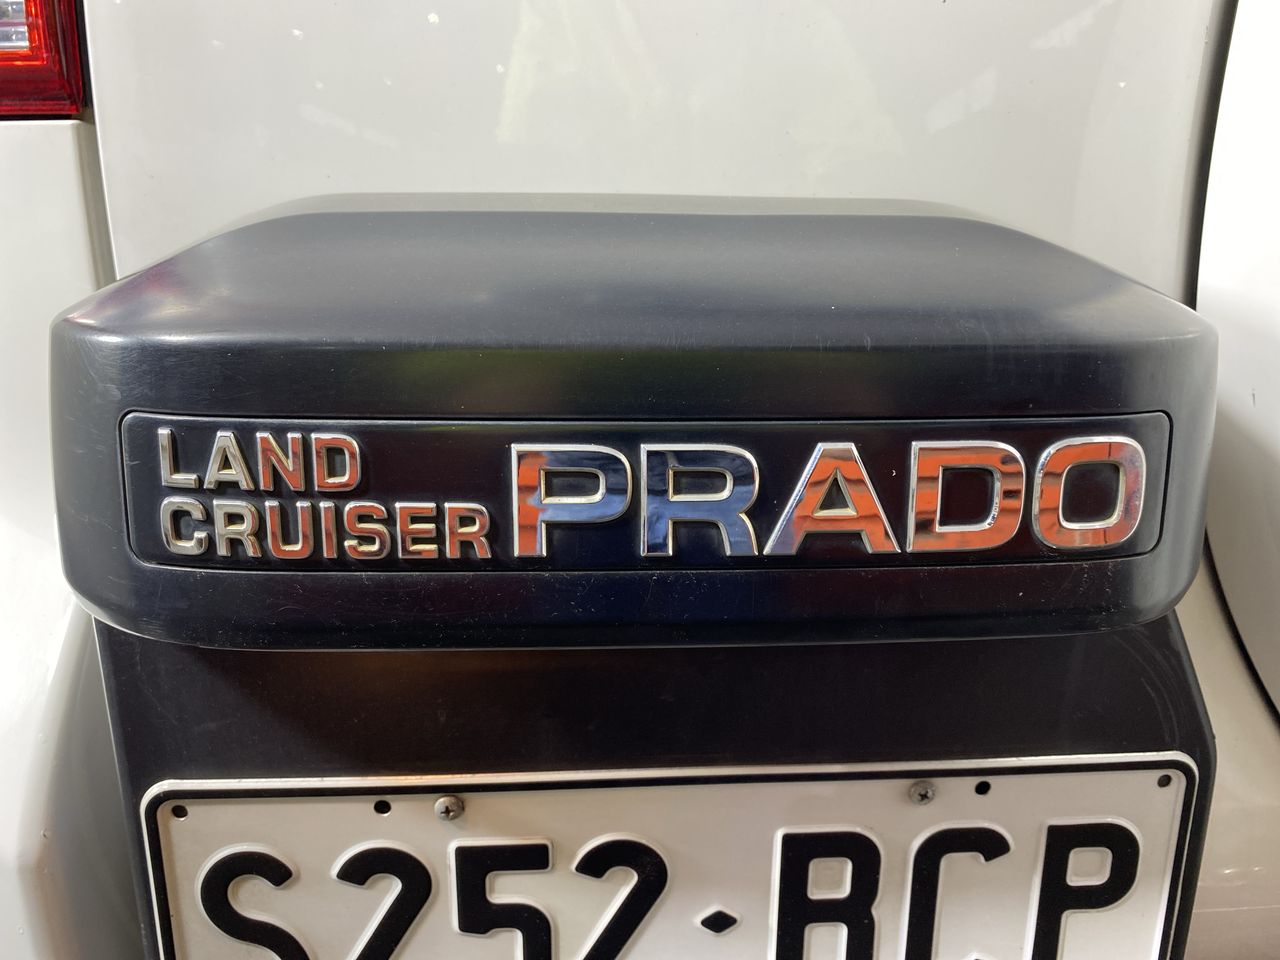 LAND
CRUISER PRADO
S252·BCP